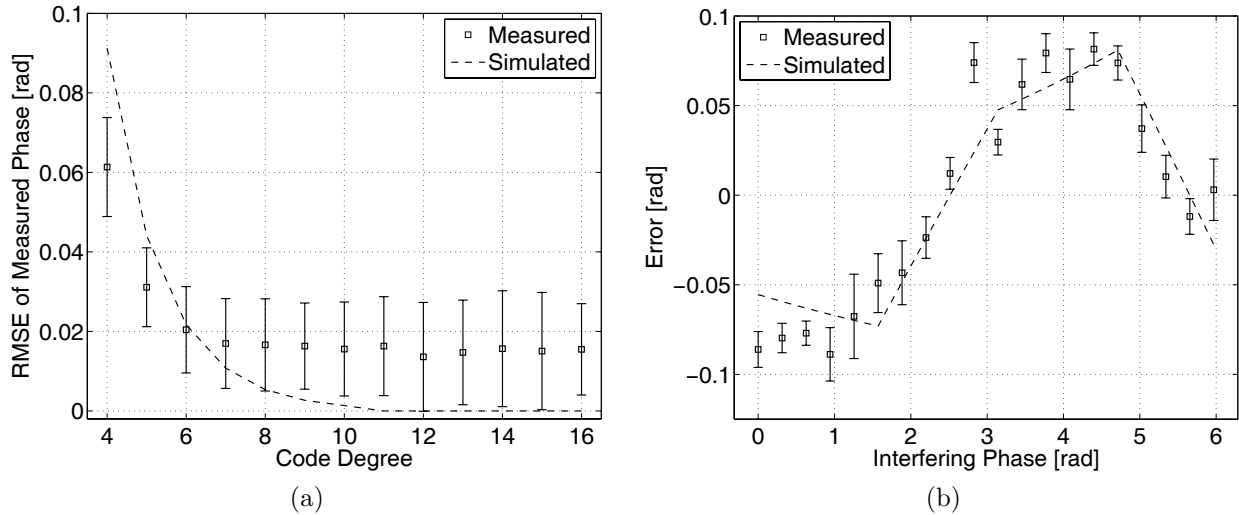 0.1
0.08
0.06
0.04
0.02
0
RMSE of Measured Phase [rad]
Measured
Simulated
4 6 8 10 12 14 16
Code Degree
(a)
0.1
0.05
0
−0.05
−0.1
Error [rad]
Measured
Simulated
0 1 2 3 4 5 6
Interfering Phase [rad]
(b)